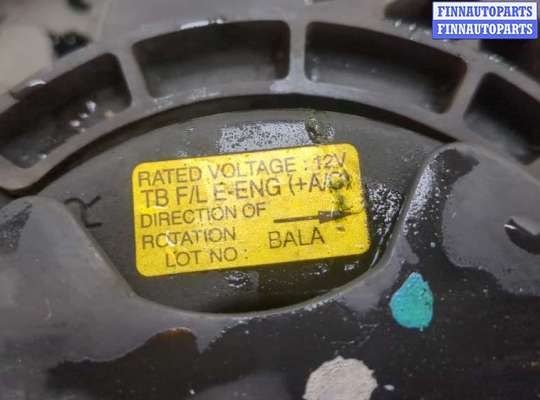 FINNAUTOPARTS
FINNAUTOPARTS
RATED VOLTAGE : 12V
TB F/L E-ENG (+A/C)
DIRECTION OF
ROTATION
LOT NO : BALA